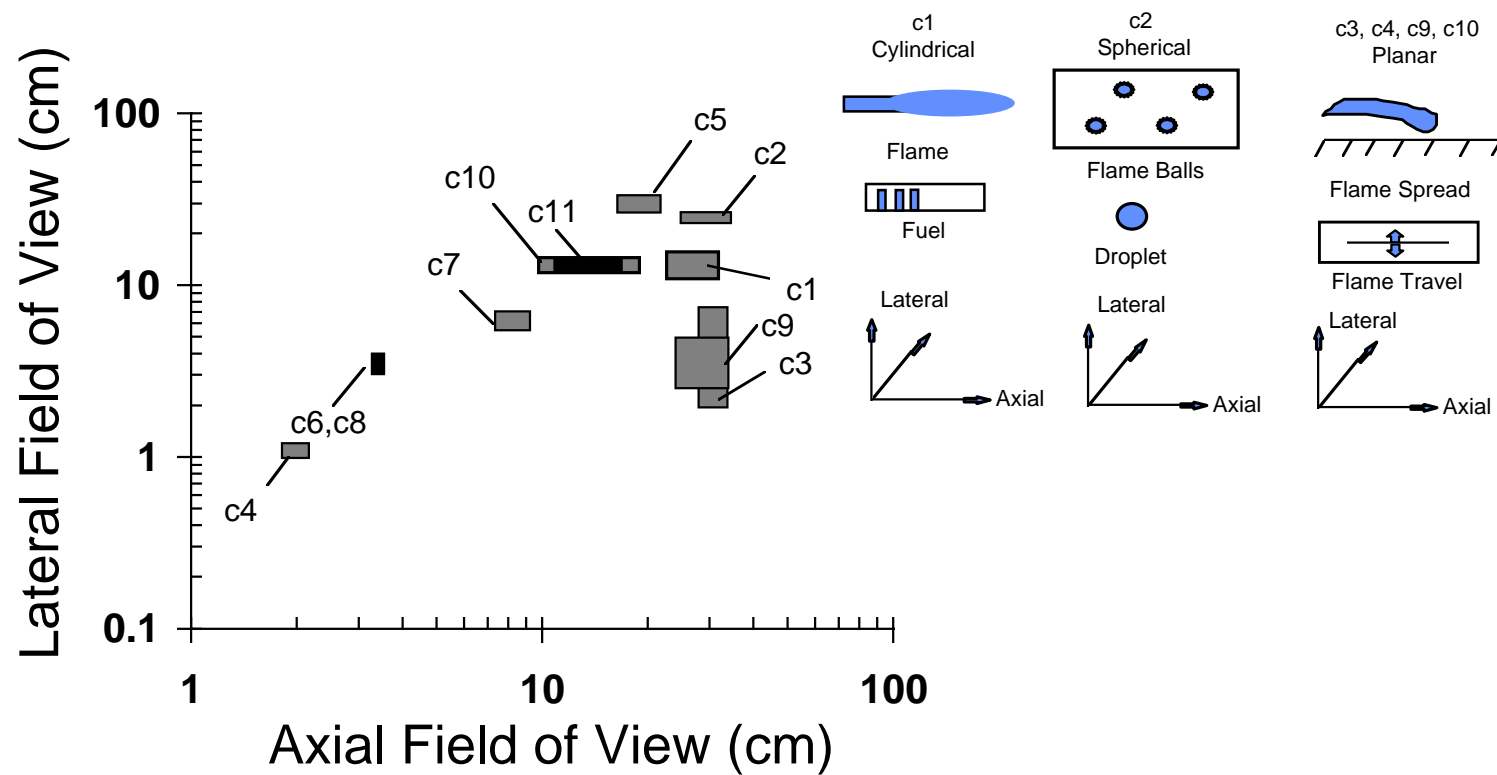 Lateral Field of View (cm)
100
10
1
0.1
1
10
100
Axial Field of View (cm)
c5
c2
c10
c11
c7
c1
c9
c3
c6,c8
c4
c1
Cylindrical
Flame
Fuel
Lateral
Axial
c2
Spherical
Flame Balls
Droplet
Lateral
Axial
c3, c4, c9, c10
Planar
Flame Spread
Flame Travel
Lateral
Axial